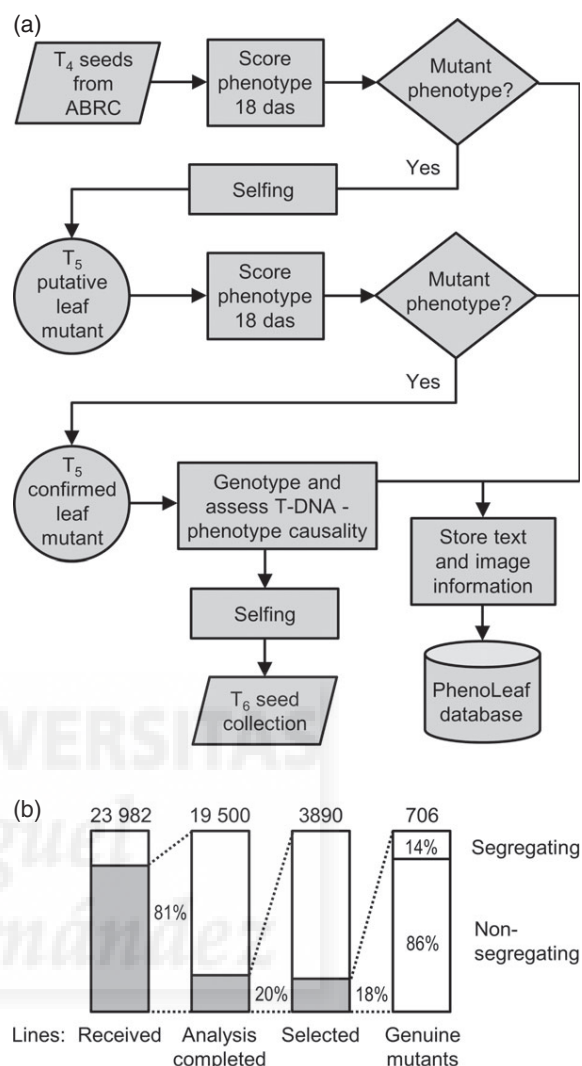 (a)
T4 seeds
from
ABRC
Score
phenotype
18 das
Mutant
phenotype?
Yes
Selfing
T5
putative
leaf
mutant
Score
phenotype
18 das
Mutant
phenotype?
Yes
T5
confirmed
leaf
mutant
Genotype and
assess T-DNA -
phenotype causality
Store text
and image
information
Selfing
T6 seed
collection
PhenoLeaf
database
(b)
23 982 19 500 3890 706
14% Segregating
81%
86% Non-
segregating
20% 18%
Lines: Received Analysis
completed Selected Genuine
mutants